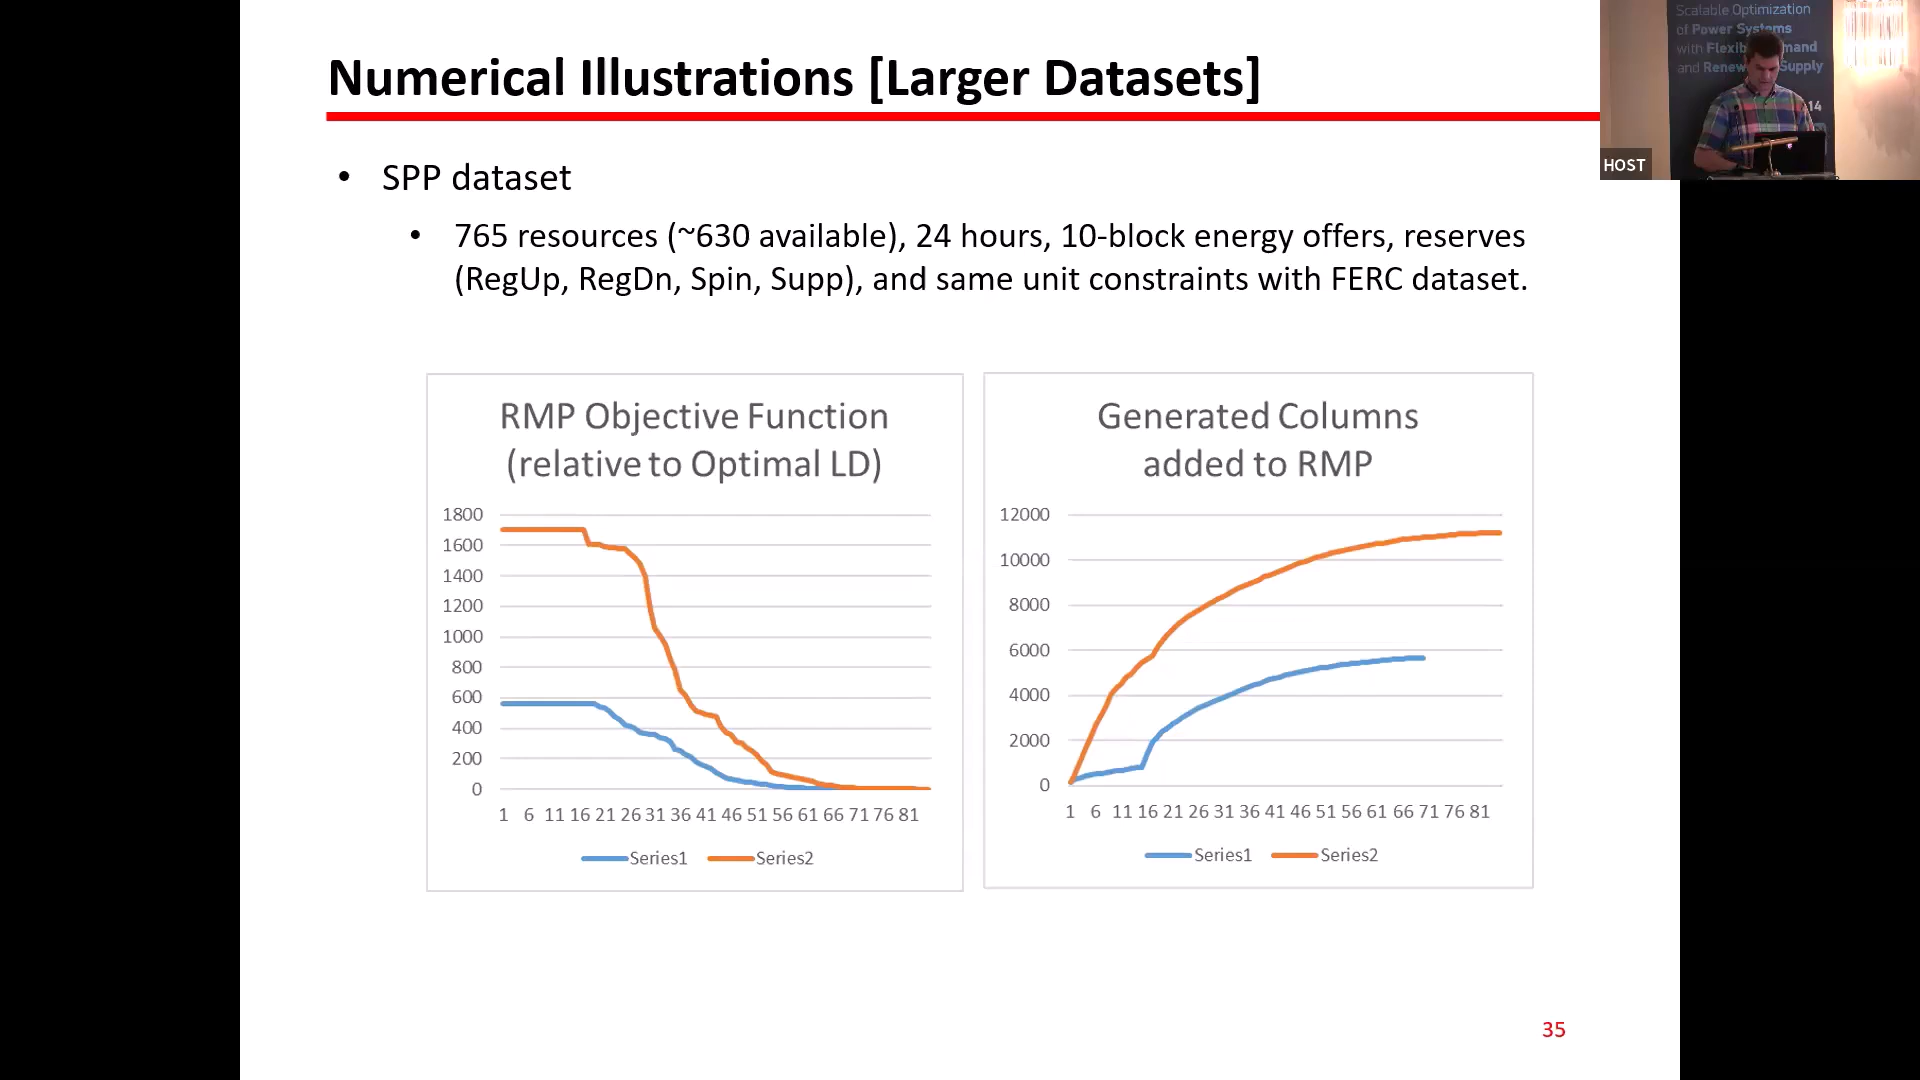 Numerical Illustrations [Larger Datasets]
• SPP dataset
• 765 resources (~630 available), 24 hours, 10-block energy offers, reserves
(RegUp, RegDn, Spin, Supp), and same unit constraints with FERC dataset.
RMP Objective Function
(relative to Optimal LD)
1800
1600
1400
1200
1000
800
600
400
200
0
1 6 11 16 21 26 31 36 41 46 51 56 61 66 71 76 81
Series1 Series2
Generated Columns
added to RMP
12000
10000
8000
6000
4000
2000
0
1 6 11 16 21 26 31 36 41 46 51 56 61 66 71 76 81
Series1 Series2
35
Scalable Optimization
of Power Systems
with
and
Supply
14
HOST